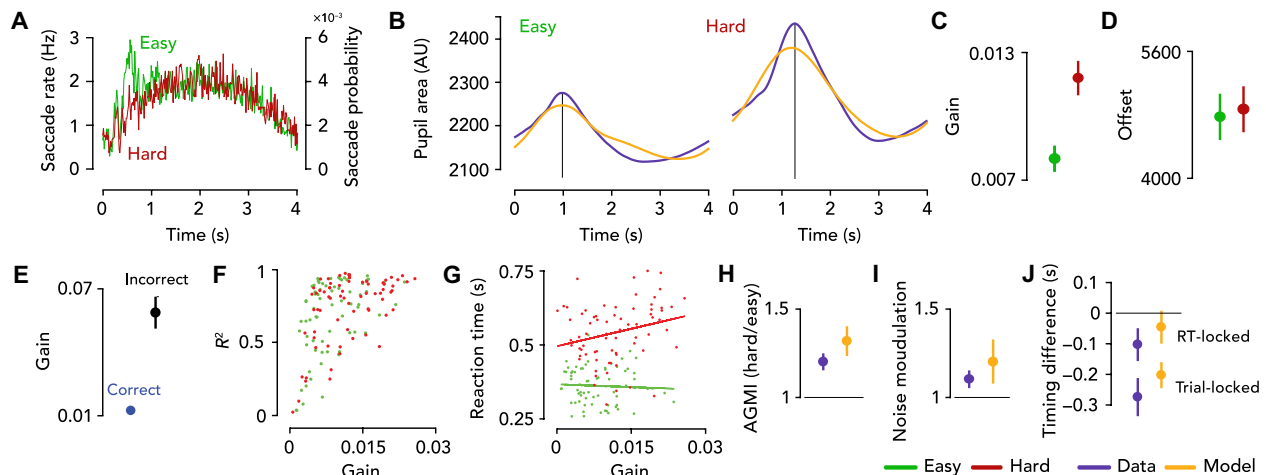 A
Saccade rate (Hz)
3
2
1
0
Easy
Hard
×10⁻³
6
4
2
0
Saccade probability
0 1 2 3 4
Time (s)
B
Pupil area (AU)
2400
2300
2200
2100
Easy
Hard
0 1 2 3 4
Time (s)
0 1 2 3 4
Time (s)
C
Gain
0.013
0.007
D
Offset
5600
4000
E
Gain
0.07
0.01
Incorrect
Correct
F
R²
1
0.5
0
0 0.015 0.03
Gain
G
Reaction time (s)
0.75
0.5
0.25
0 0.015 0.03
Gain
H
AGMI (hard/easy)
1.5
1
I
Noise moudulation
1.5
1
J
Timing difference (s)
0.1
0
−0.1
−0.2
−0.3
RT-locked
Trial-locked
Easy Hard Data Model